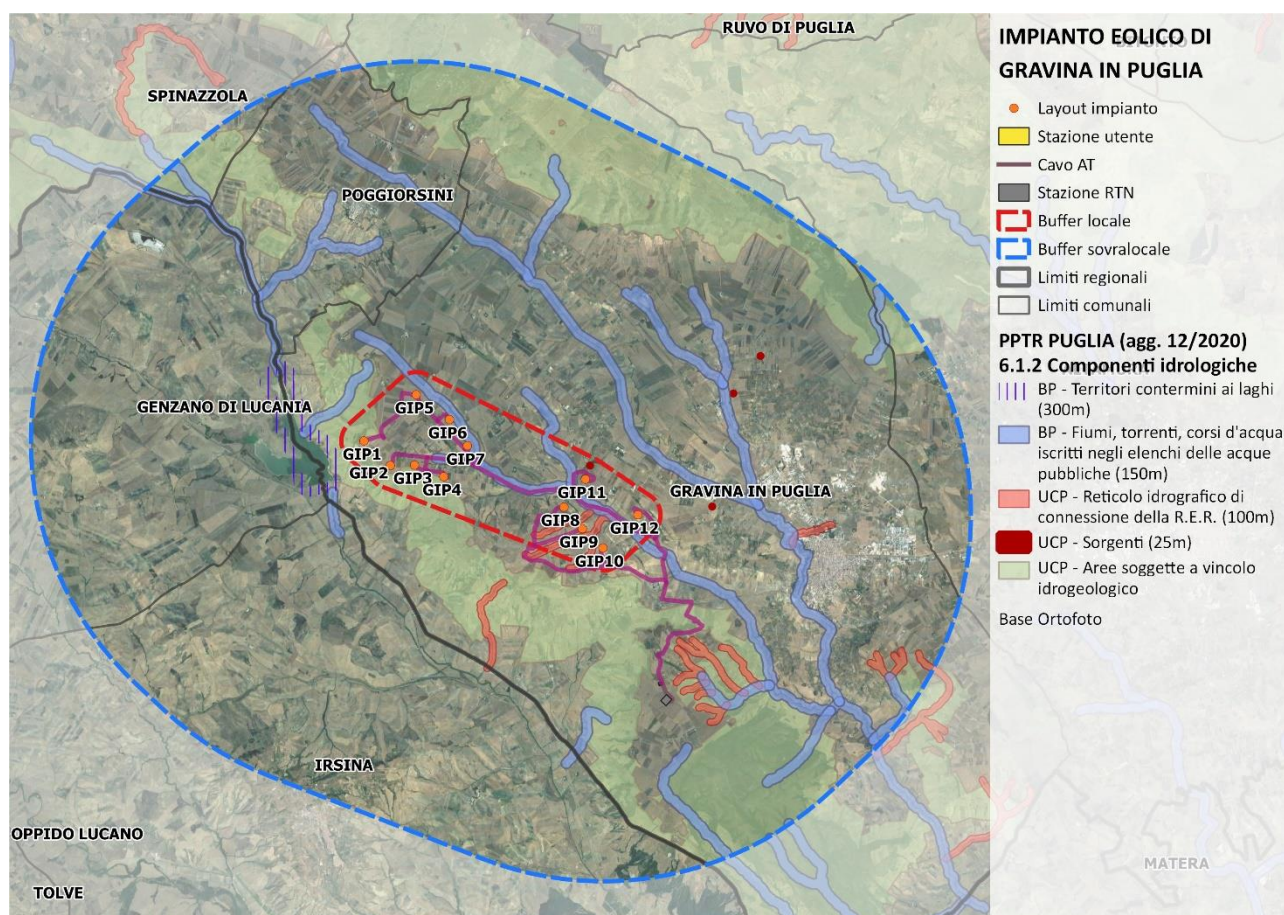 RUVO DI PUGLIA
SPINAZZOLA
POGGIORSINI
GENZANO DI LUCANIA
GIP5
GIP6
GIP1
GIP7
GIP2
GIP3
GIP4
GIP11
GRAVINA IN PUGLIA
GIP8
GIP12
GIP9
GIP10
IRSINA
OPPIDO LUCANO
TOLVE
IMPIANTO EOLICO DI
GRAVINA IN PUGLIA
Layout impianto
Stazione utente
Cavo AT
Stazione RTN
Buffer locale
Buffer sovralocale
Limiti regionali
Limiti comunali
PPTR PUGLIA (agg. 12/2020)
6.1.2 Componenti idrologiche
BP - Territori contermini ai laghi
(300m)
BP - Fiumi, torrenti, corsi d'acqua
iscritti negli elenchi delle acque
pubbliche (150m)
UCP - Reticolo idrografico di
connessione della R.E.R. (100m)
UCP - Sorgenti (25m)
UCP - Aree soggette a vincolo
idrogeologico
Base Ortofoto
MATERA